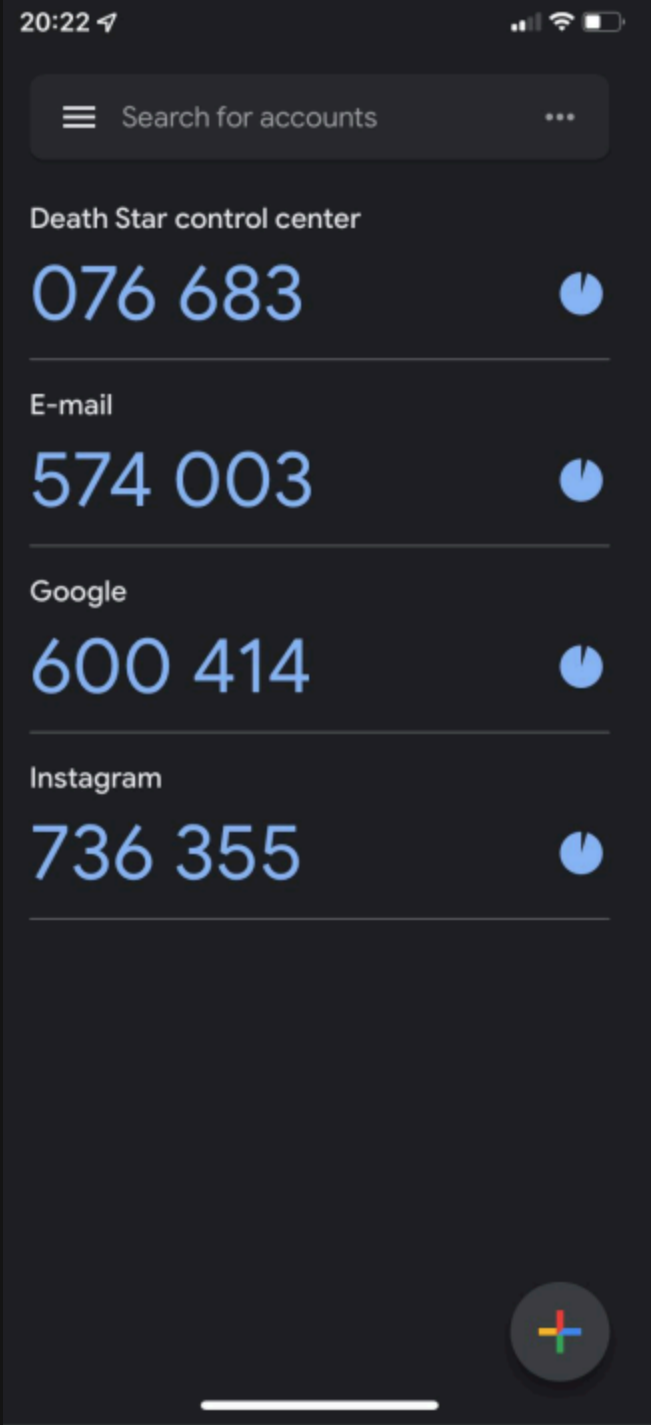 20:22
Search for accounts
Death Star control center
076 683
E-mail
574 003
Google
600 414
Instagram
736 355